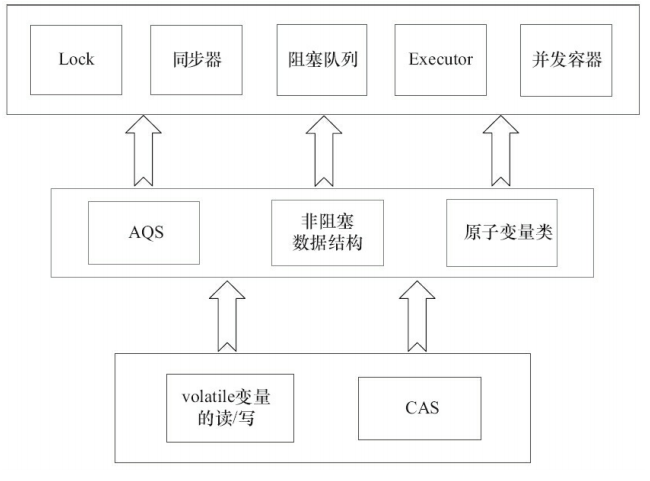 Lock
同步器
阻塞队列
Executor
并发容器
AQS
非阻塞
数据结构
原子变量类
volatile变量
的读/写
CAS